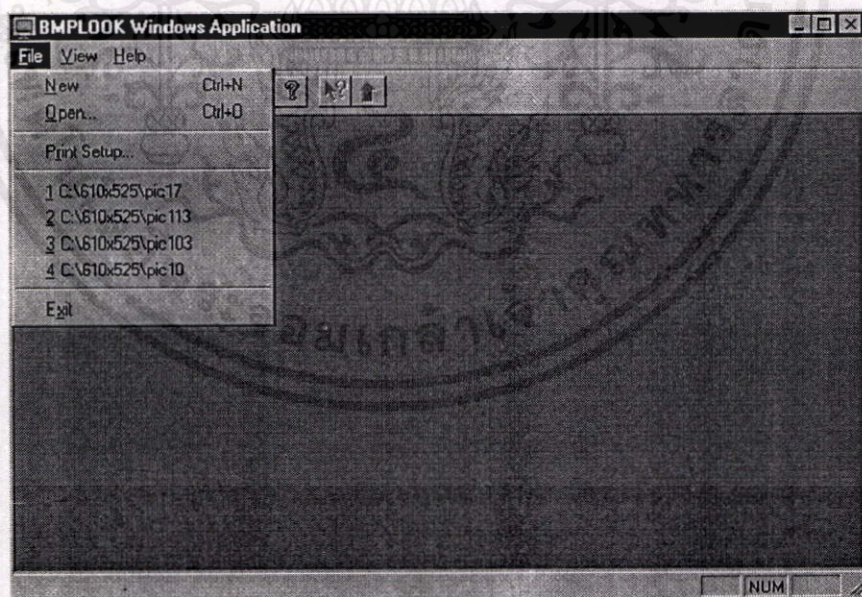 BMPLOOK Windows Application
File View Help
New Ctrl+N
Open... Ctrl+O
Print Setup...
1 C:\610x525\pic17
2 C:\610x525\pic113
3 C:\610x525\pic103
4 C:\610x525\pic10
Exit
NUM